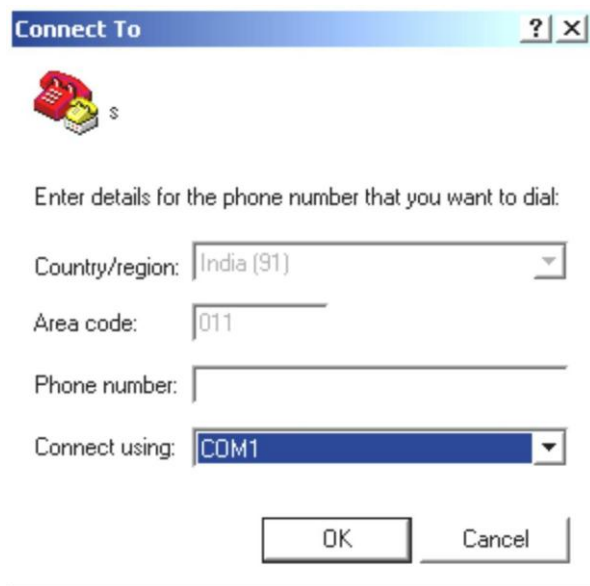 Connect To
s
Enter details for the phone number that you want to dial:
Country/region: India (91)
Area code: 011
Phone number:
Connect using: COM1
OK Cancel